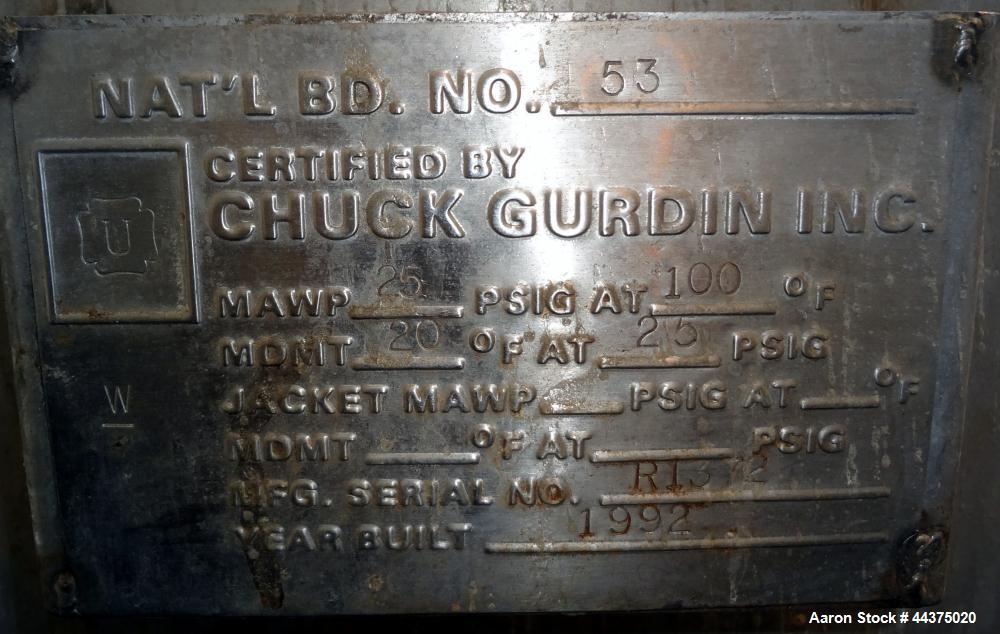 NAT'L BD. NO. 53
CERTIFIED BY
U
CHUCK GURDIN INC.
MAWP 25 PSIG AT 100 °F
MDMT 20 °F AT 25 PSIG
W
JACKET MAWP PSIG AT °F
MDMT °F AT PSIG
MFG. SERIAL NO.
YEAR BUILT 1992
Aaron Stock # 44375020